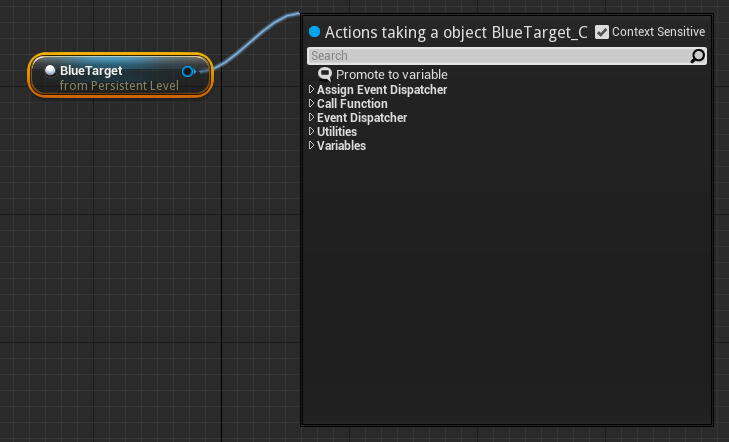 Actions taking a object BlueTarget_C
Context Sensitive
Search
BlueTarget
from Persistent Level
Promote to variable
Assign Event Dispatcher
Call Function
Event Dispatcher
Utilities
Variables